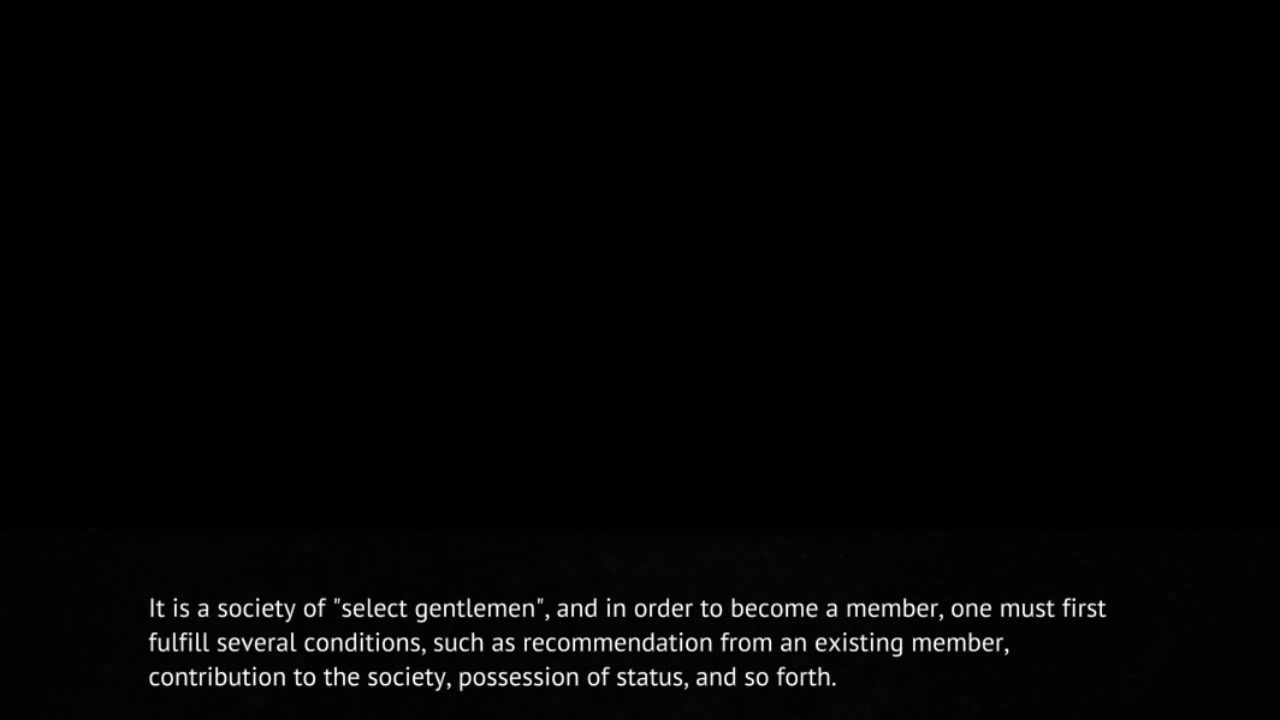 It is a society of "select gentlemen", and in order to become a member, one must first
fulfill several conditions, such as recommendation from an existing member,
contribution to the society, possession of status, and so forth.